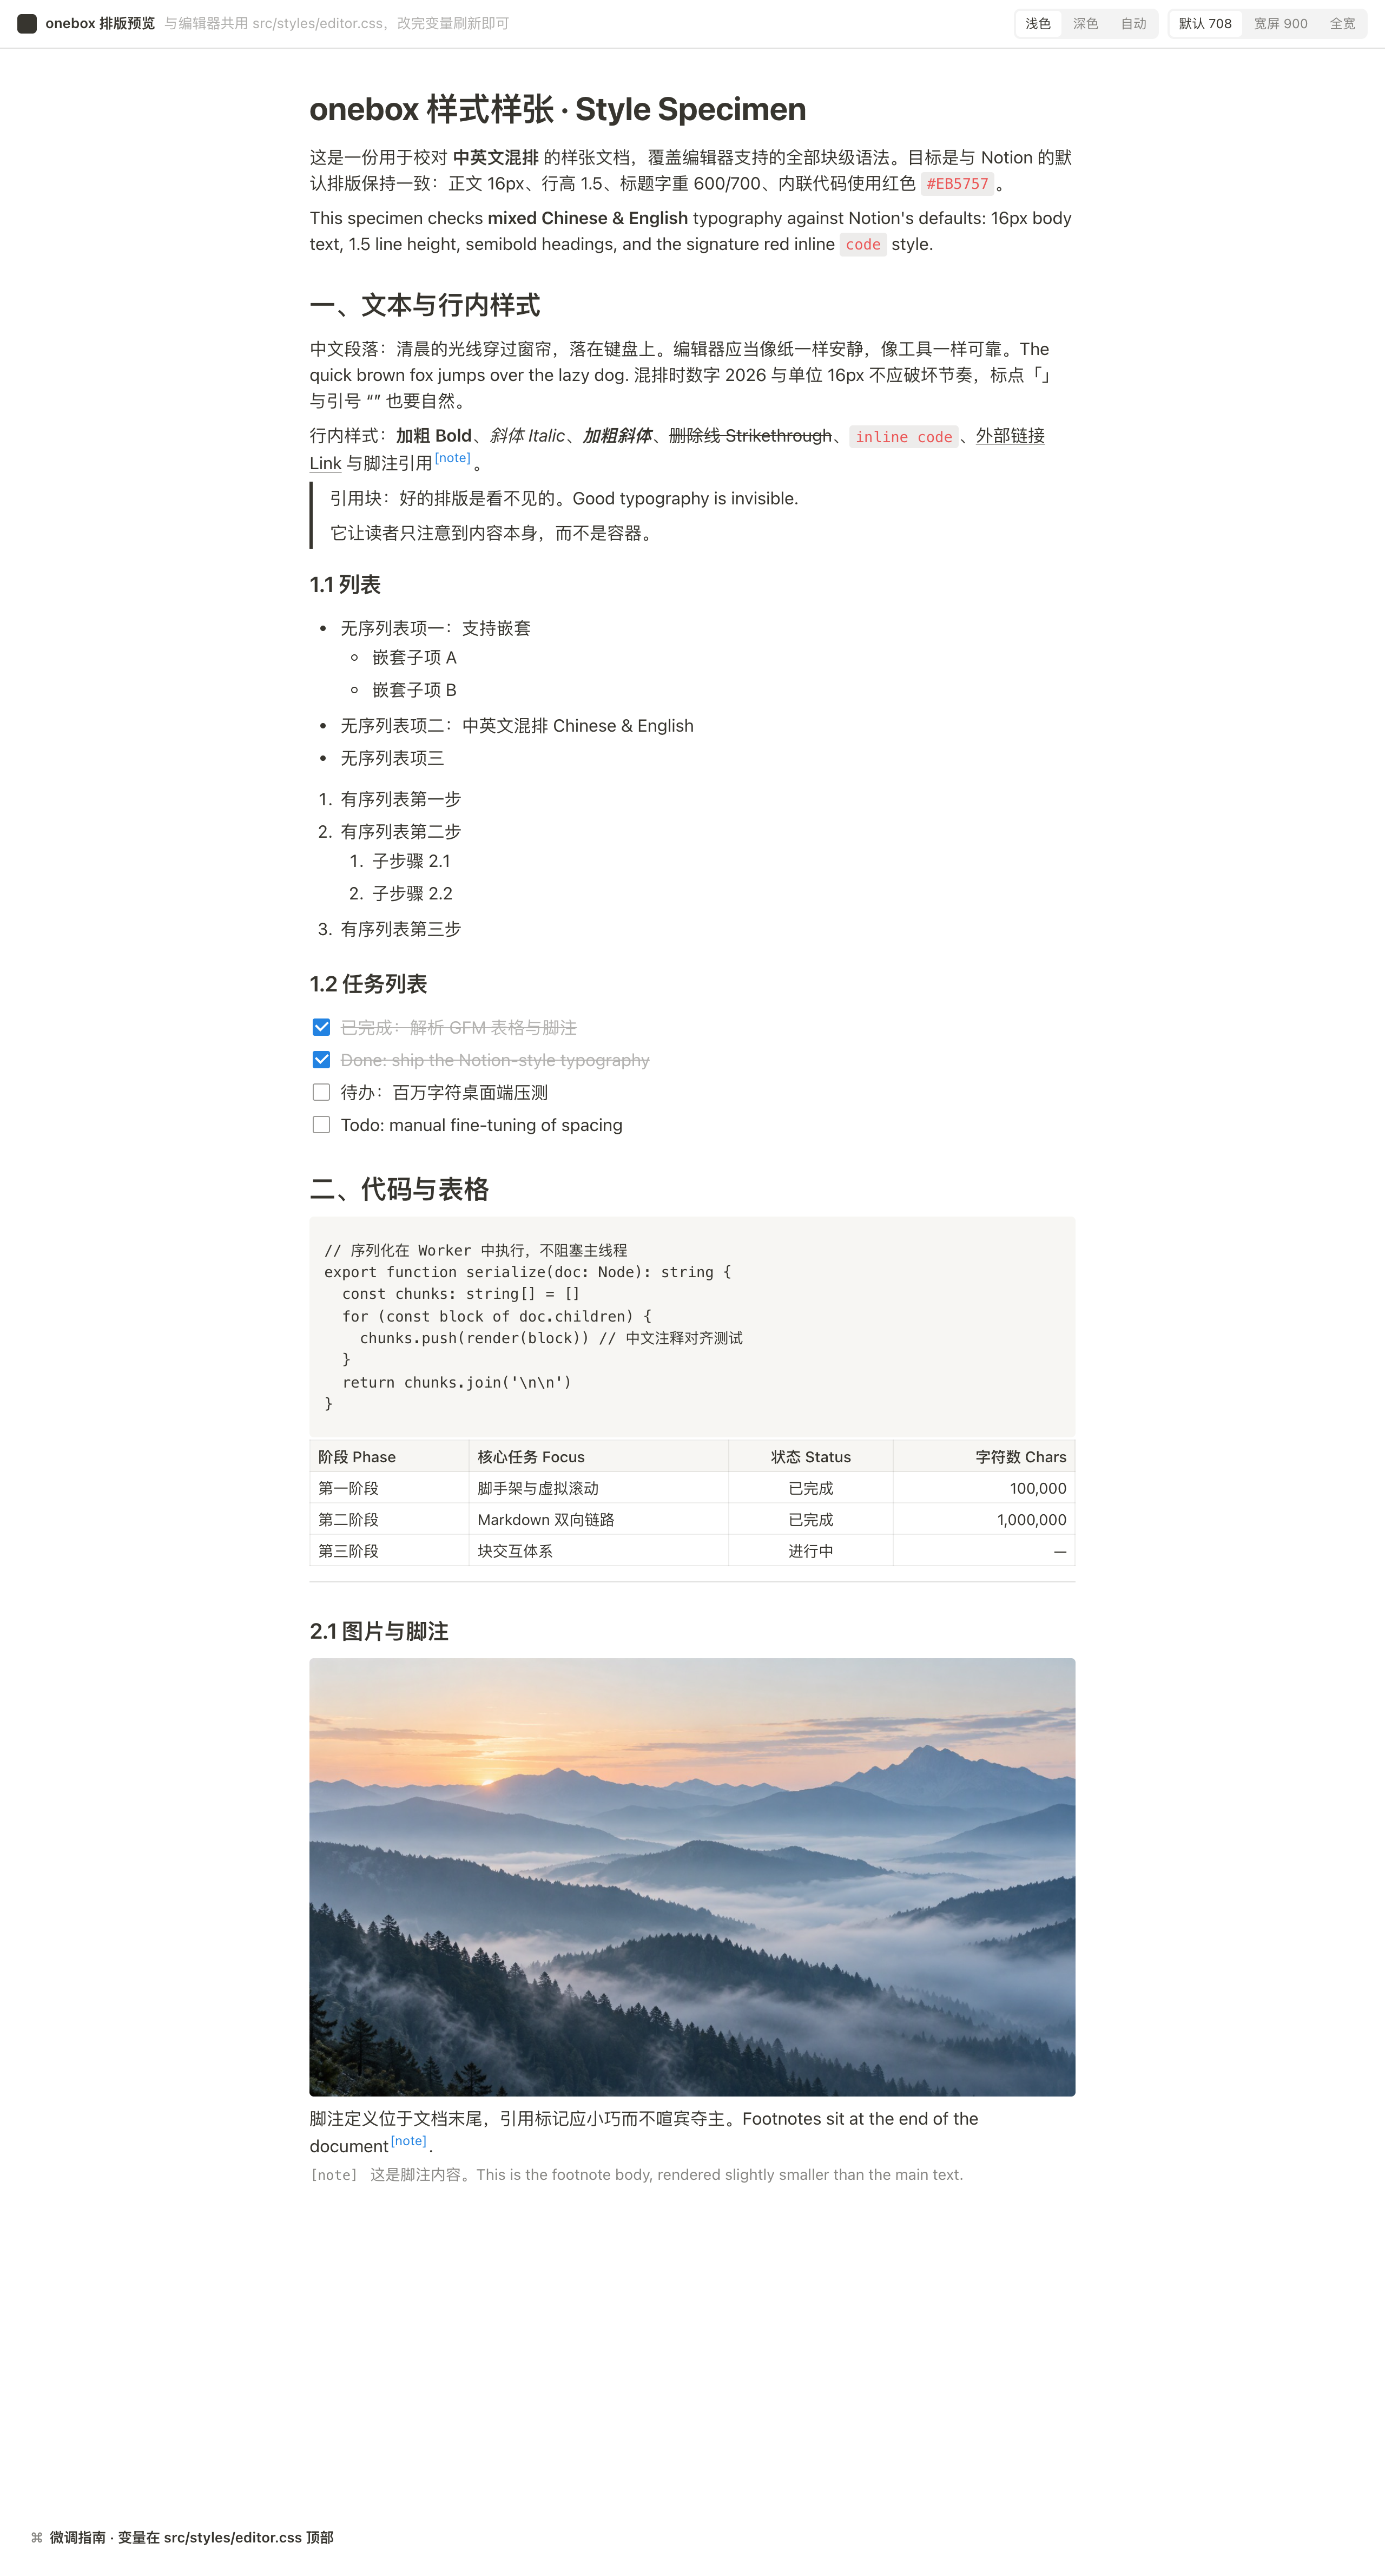 onebox 排版预览 与编辑器共用 src/styles/editor.css，改完变量刷新即可 浅色 深色 自动 默认 708 宽屏 900 全宽
onebox 样式样张 · Style Specimen
这是一份用于校对 中英文混排 的样张文档，覆盖编辑器支持的全部块级语法。目标是与 Notion 的默
认排版保持一致：正文 16px、行高 1.5、标题字重 600/700、内联代码使用红色 #EB5757。
This specimen checks mixed Chinese & English typography against Notion's defaults: 16px body
text, 1.5 line height, semibold headings, and the signature red inline code style.
一、文本与行内样式
中文段落：清晨的光线穿过窗帘，落在键盘上。编辑器应当像纸一样安静，像工具一样可靠。The
quick brown fox jumps over the lazy dog. 混排时数字 2026 与单位 16px 不应破坏节奏，标点「」
与引号 “” 也要自然。
行内样式：加粗 Bold、斜体 Italic、加粗斜体、删除线 Strikethrough、inline code、外部链接
Link 与脚注引用[note]。
引用块：好的排版是看不见的。Good typography is invisible.
它让读者只注意到内容本身，而不是容器。
1.1 列表
• 无序列表项一：支持嵌套
◦ 嵌套子项 A
◦ 嵌套子项 B
• 无序列表项二：中英文混排 Chinese & English
• 无序列表项三
1. 有序列表第一步
2. 有序列表第二步
1. 子步骤 2.1
2. 子步骤 2.2
3. 有序列表第三步
1.2 任务列表
已完成：解析 GFM 表格与脚注
Done: ship the Notion-style typography
待办：百万字符桌面端压测
Todo: manual fine-tuning of spacing
二、代码与表格
// 序列化在 Worker 中执行，不阻塞主线程
export function serialize(doc: Node): string {
  const chunks: string[] = []
  for (const block of doc.children) {
    chunks.push(render(block)) // 中文注释对齐测试
  }
  return chunks.join('\n\n')
}
阶段 Phase 核心任务 Focus 状态 Status 字符数 Chars
第一阶段 脚手架与虚拟滚动 已完成 100,000
第二阶段 Markdown 双向链路 已完成 1,000,000
第三阶段 块交互体系 进行中 —
2.1 图片与脚注
脚注定义位于文档末尾，引用标记应小巧而不喧宾夺主。Footnotes sit at the end of the
document[note].
[note] 这是脚注内容。This is the footnote body, rendered slightly smaller than the main text.
⌘ 微调指南 · 变量在 src/styles/editor.css 顶部